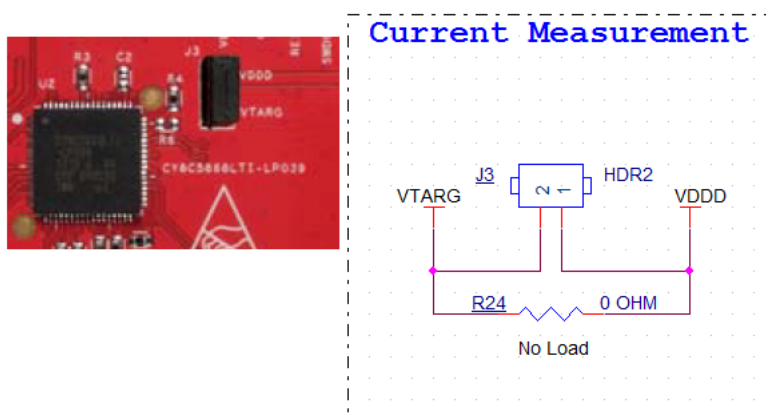 Current Measurement
R3
C2
J3
U2
R4
VDDD
VTARG
R6
CY8C5868LTI-LP039
J3
HDR2
2
1
VTARG
VDDD
R24
0 OHM
No Load